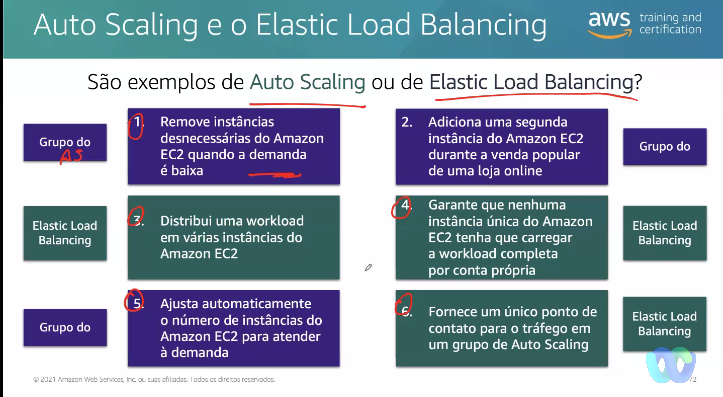 Auto Scaling e o Elastic Load Balancing
aws training and
certification
São exemplos de Auto Scaling ou de Elastic Load Balancing?
Grupo do
AS
1. Remove instâncias
desnecessárias do Amazon
EC2 quando a demanda
é baixa
2. Adiciona uma segunda
instância do Amazon EC2
durante a venda popular
de uma loja online
Grupo do
Elastic Load
Balancing
3. Distribui uma workload
em várias instâncias do
Amazon EC2
4. Garante que nenhuma
instância única do Amazon
EC2 tenha que carregar
a workload completa
por conta própria
Elastic Load
Balancing
Grupo do
5. Ajusta automaticamente
o número de instâncias do
Amazon EC2 para atender
à demanda
6. Fornece um único ponto de
contato para o tráfego em
um grupo de Auto Scaling
Elastic Load
Balancing
© 2021 Amazon Web Services, Inc. ou suas afiliadas. Todos os direitos reservados.